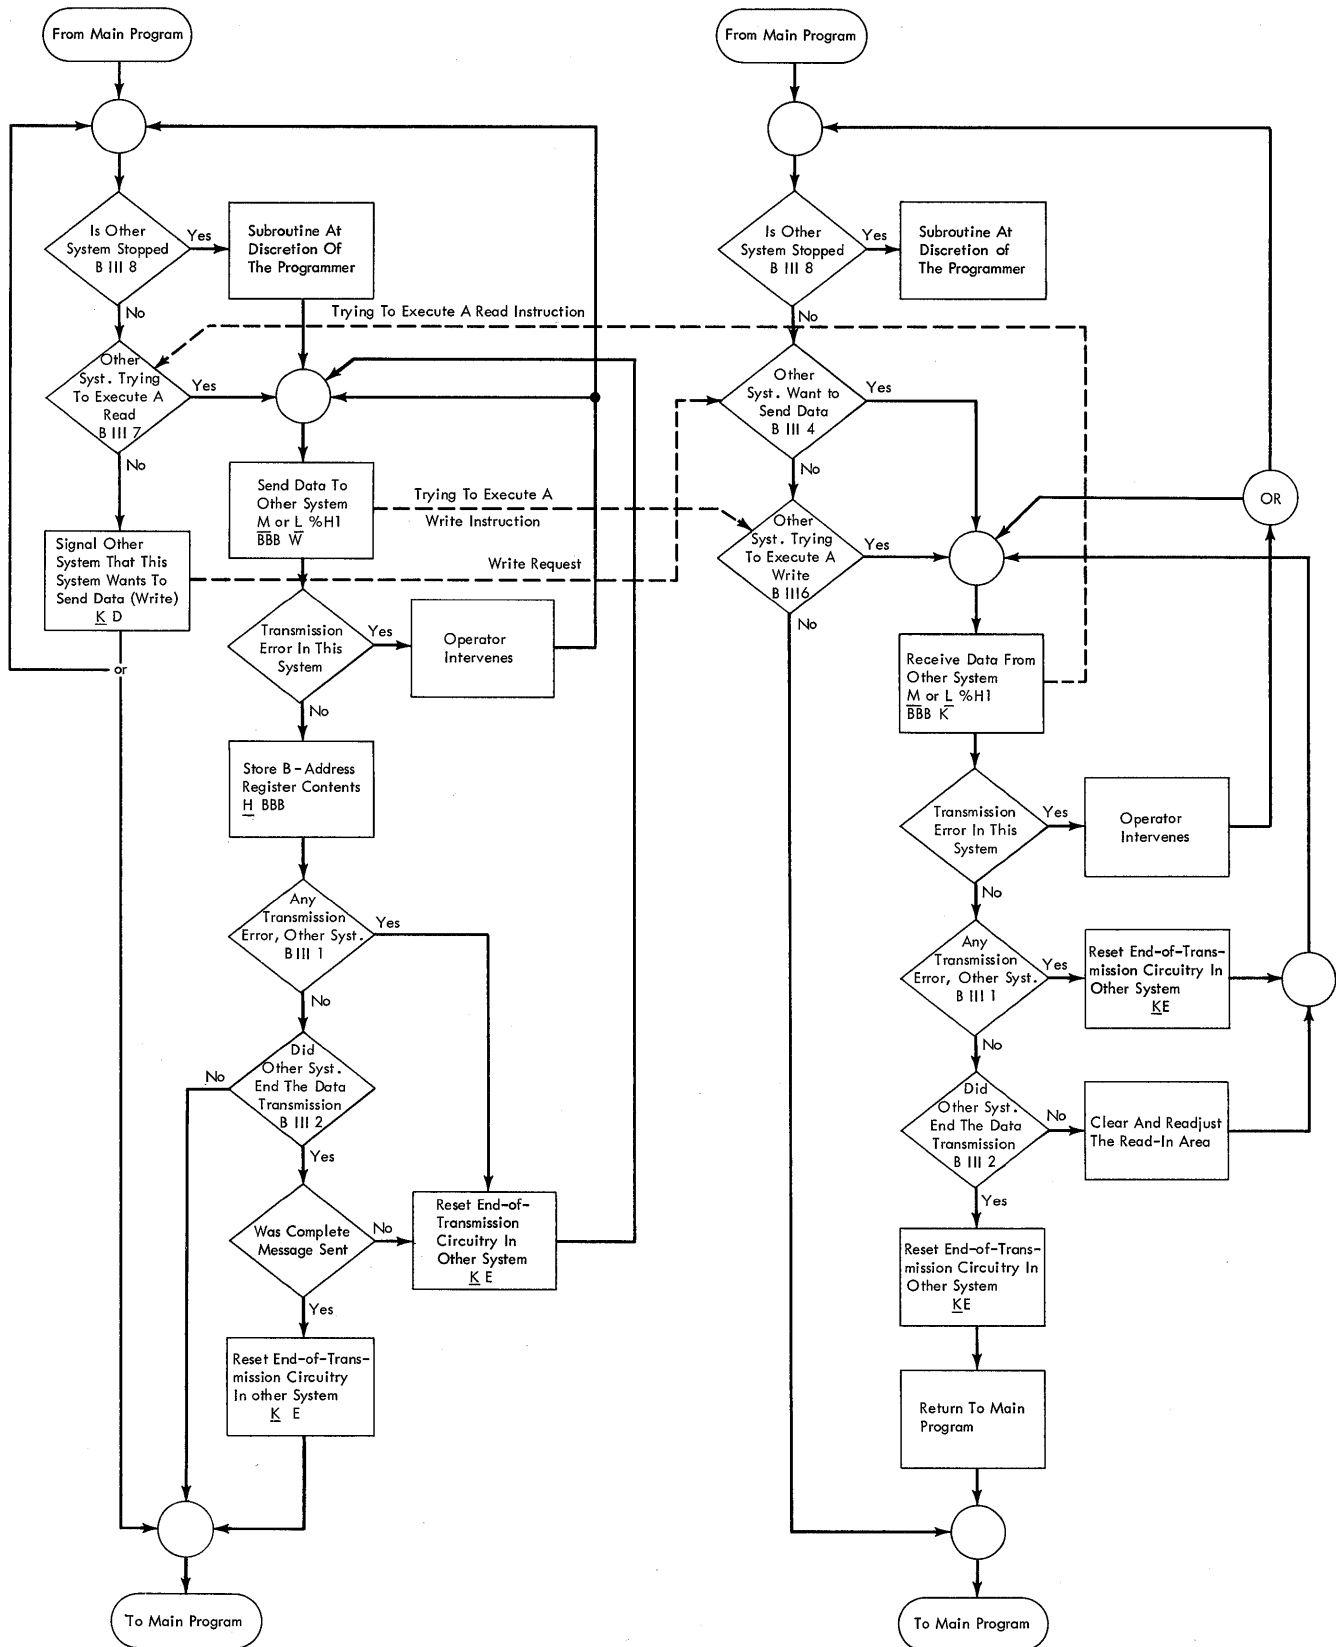 From Main Program
Is Other
System Stopped
B III 8
Yes
No
Subroutine At
Discretion Of
The Programmer
Other
Syst. Trying
To Execute A
Read
B III 7
Yes
No
Trying To Execute A Read Instruction
Signal Other
System That This
System Wants To
Send Data (Write)
K D
or
Send Data To
Other System
M or L %H1
BBB W
Trying To Execute A
Write Instruction
Write Request
Transmission
Error In This
System
Yes
No
Operator
Intervenes
Store B-Address
Register Contents
H BBB
Any
Transmission
Error, Other Syst.
B III 1
Yes
No
Did
Other Syst.
End The Data
Transmission
B III 2
No
Yes
Was Complete
Message Sent
No
Yes
Reset End-of-
Transmission
Circuitry In
Other System
K E
Reset End-of-Trans-
mission Circuitry
In other System
K E
To Main Program
From Main Program
Is Other
System Stopped
B III 8
Yes
No
Subroutine At
Discretion of
The Programmer
Other
Syst. Want to
Send Data
B III 4
Yes
No
Other
Syst. Trying
To Execute A
Write
B III6
Yes
No
OR
Receive Data From
Other System
M or L %H1
BBB K
Transmission
Error In This
System
Yes
No
Operator
Intervenes
Any
Transmission
Error, Other Syst.
B III 1
Yes
No
Reset End-of-Trans-
mission Circuitry In
Other System
KE
Did
Other Syst.
End The Data
Transmission
B III 2
No
Yes
Clear And Readjust
The Read-In Area
Reset End-of-Trans-
mission Circuitry In
Other System
KE
Return To Main
Program
To Main Program